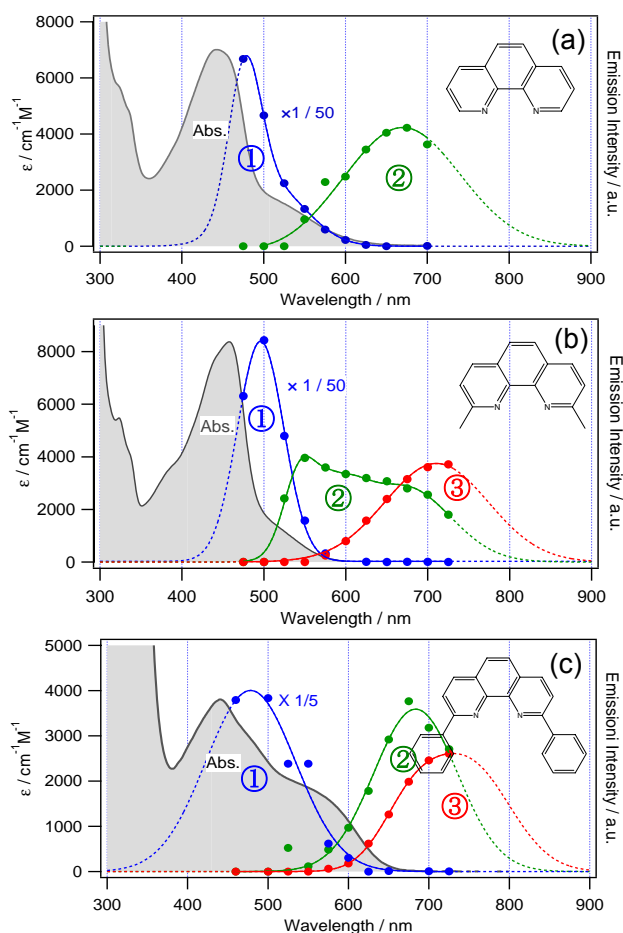 (a)
8000
6000
4000
2000
0
ε / cm⁻¹M⁻¹
Abs.
①
×1 / 50
②
N N
Emission Intensity / a.u.
300 400 500 600 700 800 900
Wavelength / nm
(b)
8000
6000
4000
2000
0
ε / cm⁻¹M⁻¹
Abs.
①
× 1 / 50
②
③
N N
Emission Intensity / a.u.
300 400 500 600 700 800 900
Wavelength / nm
(c)
5000
4000
3000
2000
1000
0
ε / cm⁻¹M⁻¹
Abs.
①
X 1/5
②
③
N N
Emissioni Intensity / a.u.
300 400 500 600 700 800 900
Wavelength / nm